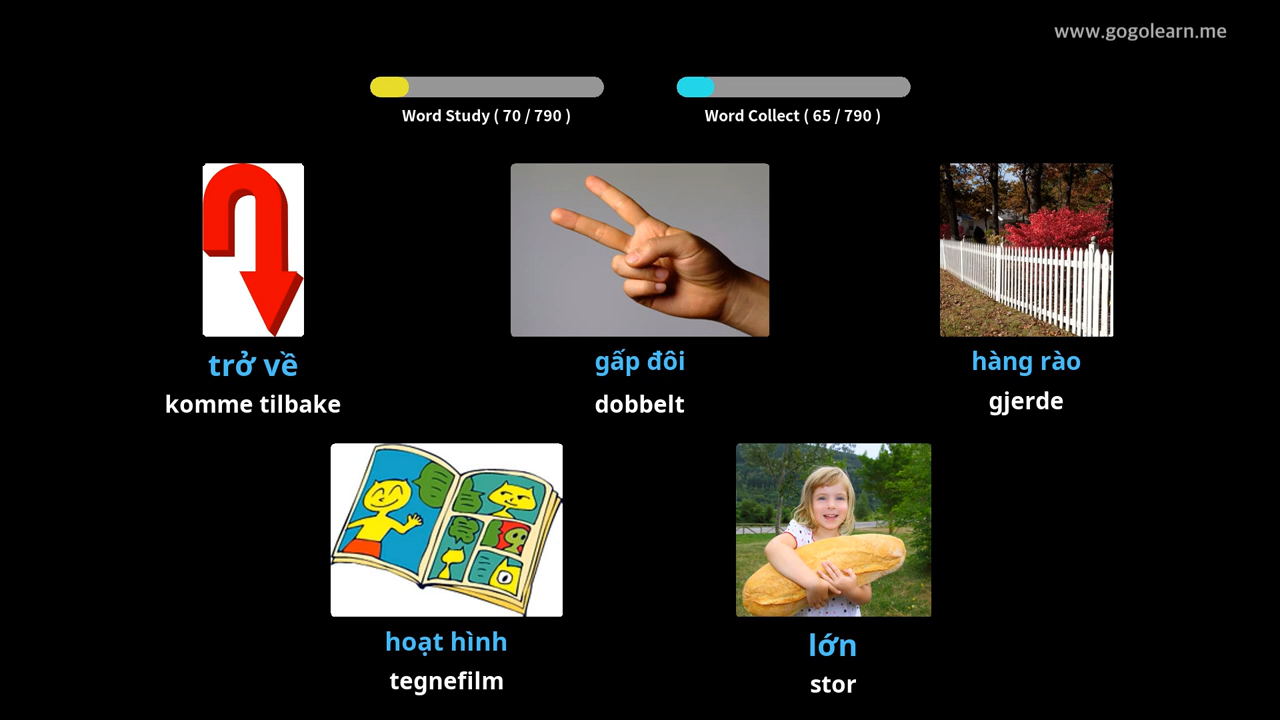 www.gogolearn.me
Word Study ( 70 / 790 )
Word Collect ( 65 / 790 )
trở về
komme tilbake
gấp đôi
dobbelt
hàng rào
gjerde
hoạt hình
tegnefilm
lớn
stor